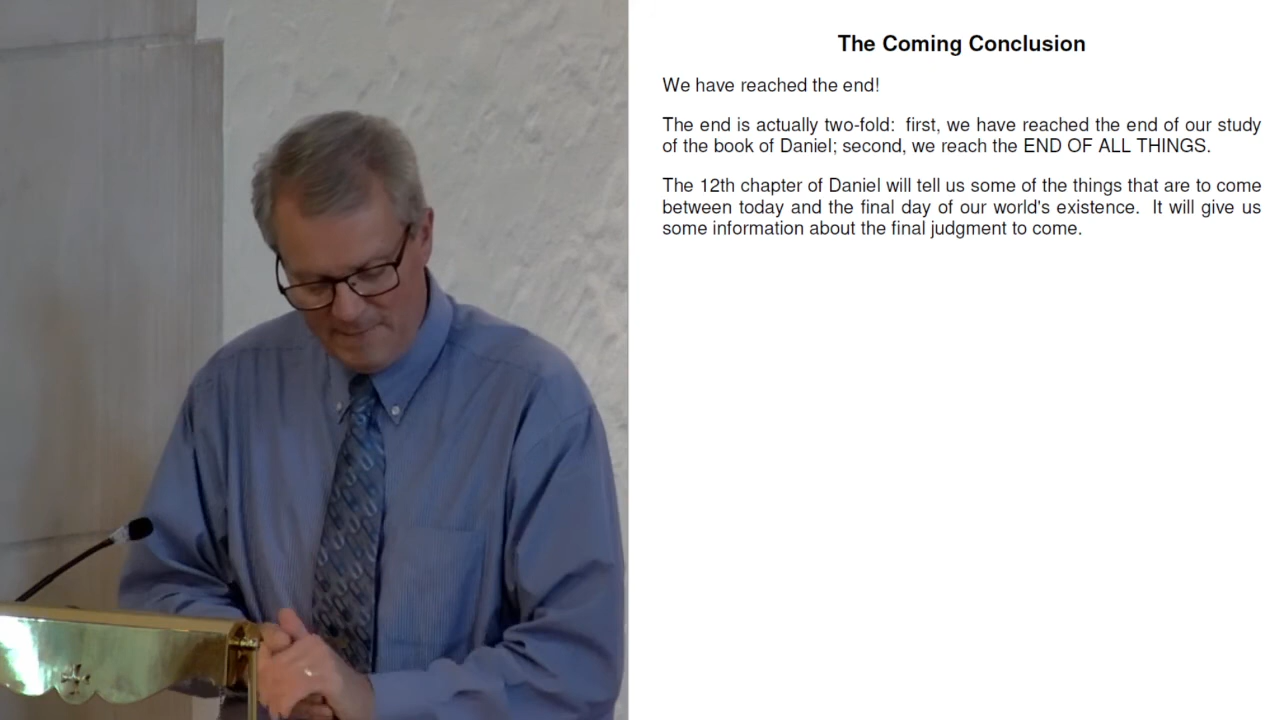 The Coming Conclusion
We have reached the end!
The end is actually two-fold:  first, we have reached the end of our study
of the book of Daniel; second, we reach the END OF ALL THINGS.
The 12th chapter of Daniel will tell us some of the things that are to come
between today and the final day of our world's existence.  It will give us
some information about the final judgment to come.